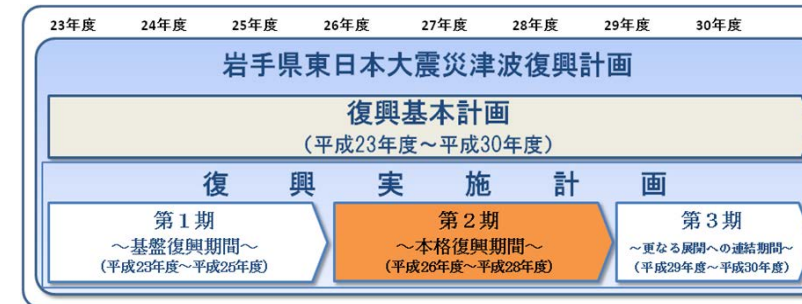 23年度 24年度 25年度 26年度 27年度 28年度 29年度 30年度
岩手県東日本大震災津波復興計画
復興基本計画
（平成23年度～平成30年度）
復興実施計画
第１期
～基盤復興期間～
（平成23年度～平成25年度）
第２期
～本格復興期間～
（平成26年度～平成28年度）
第３期
～更なる展開への連結期間～
（平成29年度～平成30年度）